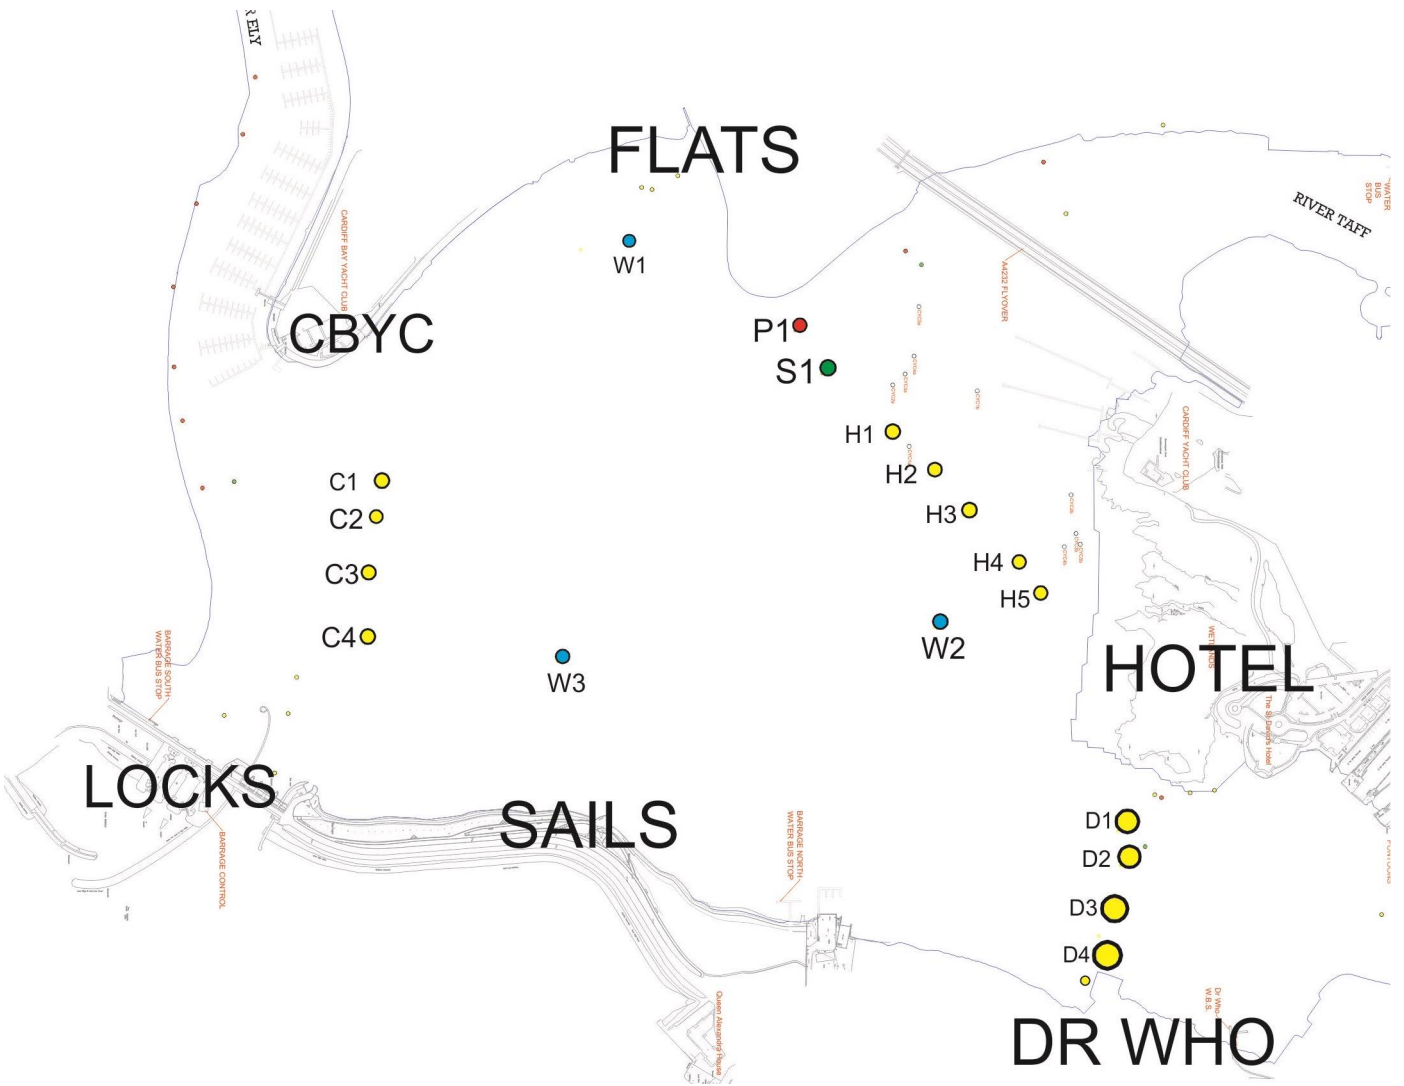 R ELY
FLATS
WATER
BUS
STOP
RIVER TAFF
CARDIFF BAY YACHT CLUB
W1
A4232 FLYOVER
CBYC
P1
S1
CARDIFF YACHT CLUB
H1
H2
C1
C2
H3
H4
C3
H5
C4
W2
WETLANDS
HOTEL
BARRAGE SOUTH
WATER BUS STOP
W3
The St David's Hotel
LOCKS
SAILS
D1
D2
BARRAGE CONTROL
BARRAGE NORTH
WATER BUS STOP
D3
D4
Queen Alexandra House
Dr Who
W.B.S.
DR WHO